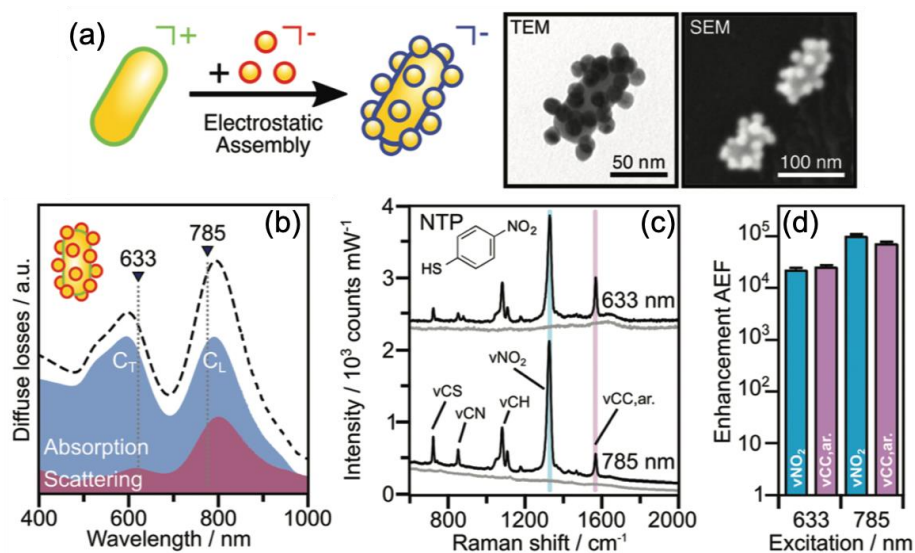 (a)
¬+
+
¬-
Electrostatic
Assembly
¬-
TEM
50 nm
SEM
100 nm
(b)
633
785
C_T
C_L
Absorption
Scattering
Diffuse losses / a.u.
400 600 800 1000
Wavelength / nm
(c)
NTP
NO₂
HS
633 nm
νNO₂
νCS
νCN
νCH
νCC,ar.
785 nm
Intensity / 10³ counts mW⁻¹
4
2
0
600 1200 1600 2000
Raman shift / cm⁻¹
(d)
Enhancement AEF
10⁵
10⁴
10³
10²
10
1
νNO₂
νCC,ar.
νNO₂
νCC,ar.
633 785
Excitation / nm